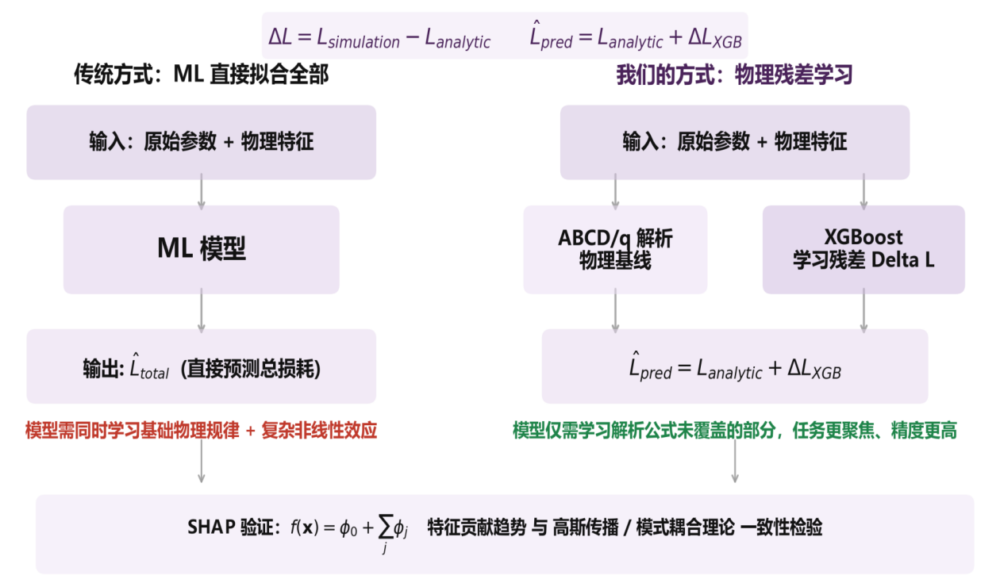 ΔL = L_simulation − L_analytic    L̂_pred = L_analytic + ΔL_XGB
传统方式：ML 直接拟合全部
我们的方式：物理残差学习
输入：原始参数 + 物理特征
输入：原始参数 + 物理特征
ML 模型
ABCD/q 解析
物理基线
XGBoost
学习残差 Delta L
输出: L̂_total (直接预测总损耗)
L̂_pred = L_analytic + ΔL_XGB
模型需同时学习基础物理规律 + 复杂非线性效应
模型仅需学习解析公式未覆盖的部分，任务更聚焦、精度更高
SHAP 验证：f(x) = ϕ₀ + ∑_j ϕ_j 特征贡献趋势 与 高斯传播 / 模式耦合理论 一致性检验